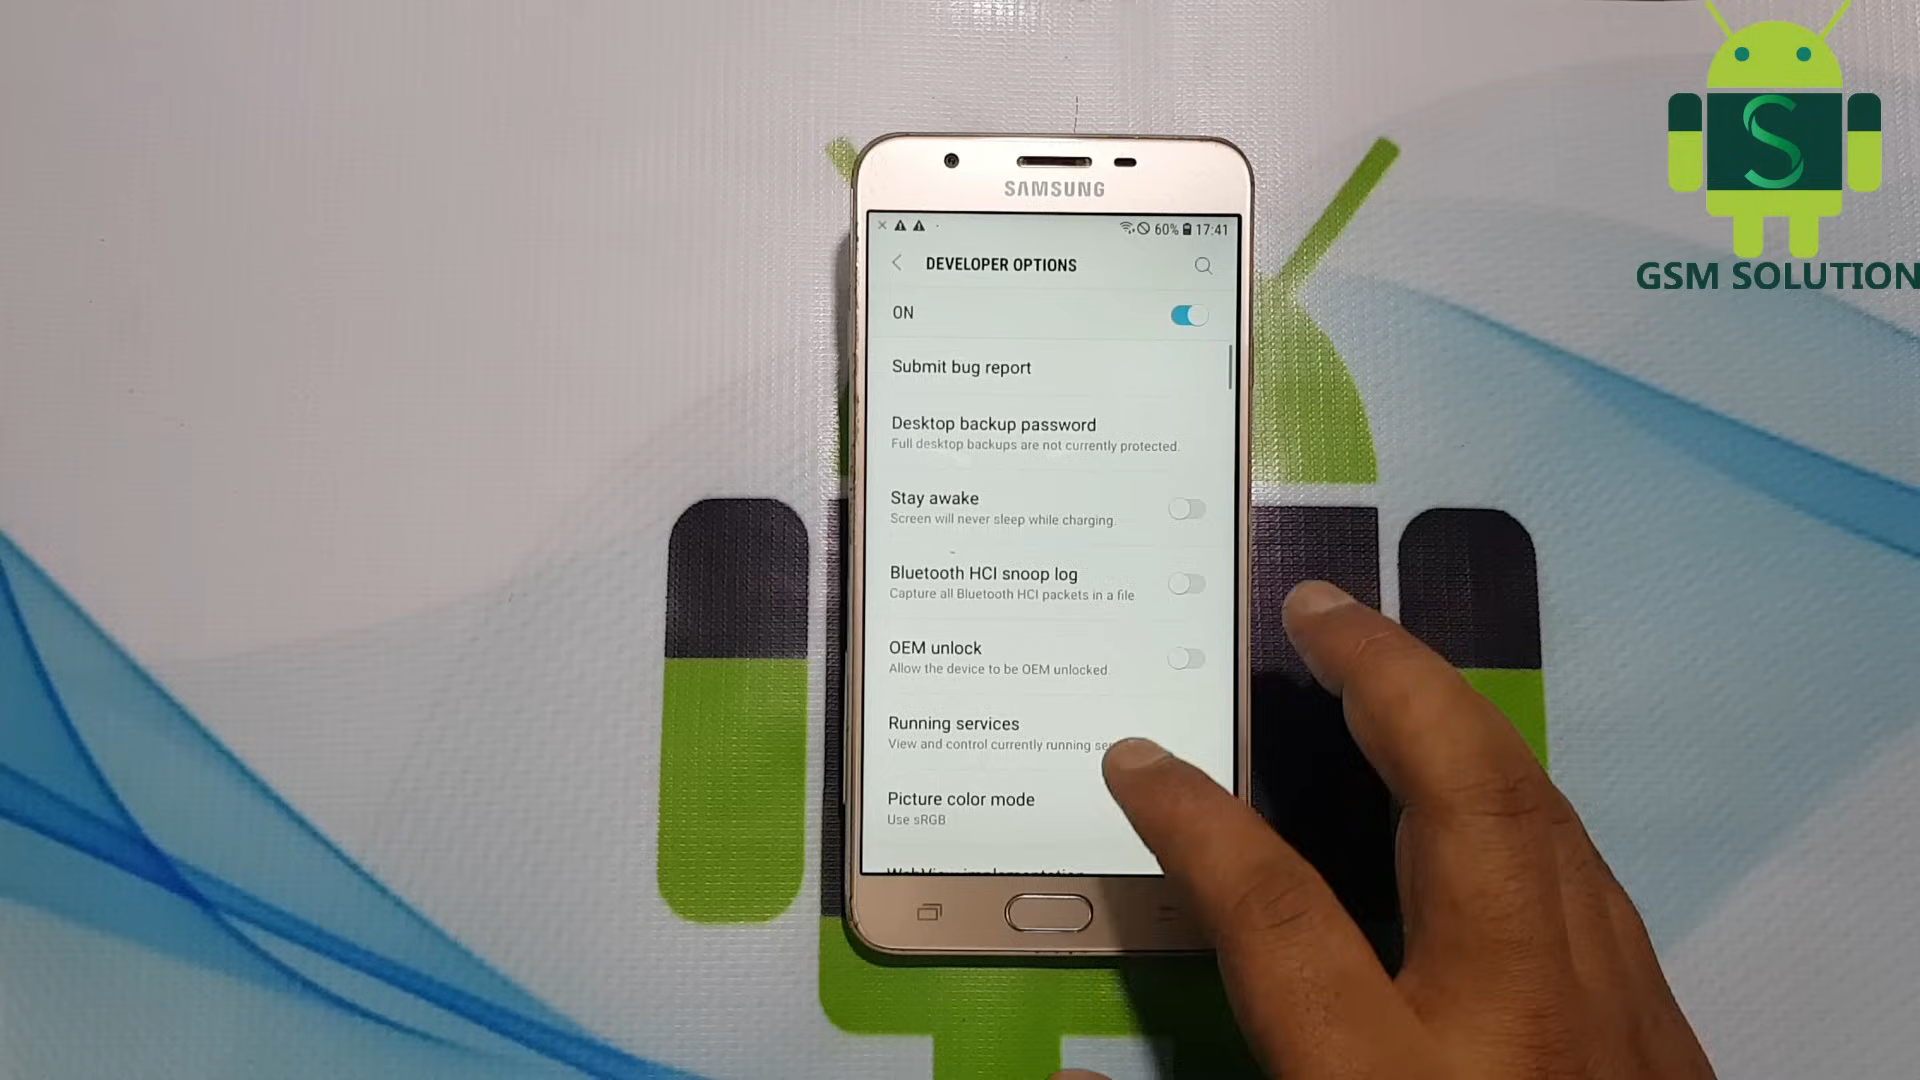 GSM SOLUTION
SAMSUNG
60% 17:41
DEVELOPER OPTIONS
ON
Submit bug report
Desktop backup password
Full desktop backups are not currently protected.
Stay awake
Screen will never sleep while charging.
Bluetooth HCI snoop log
Capture all Bluetooth HCI packets in a file
OEM unlock
Allow the device to be OEM unlocked.
Running services
View and control currently running
Picture color mode
Use sRGB
WebView implementation